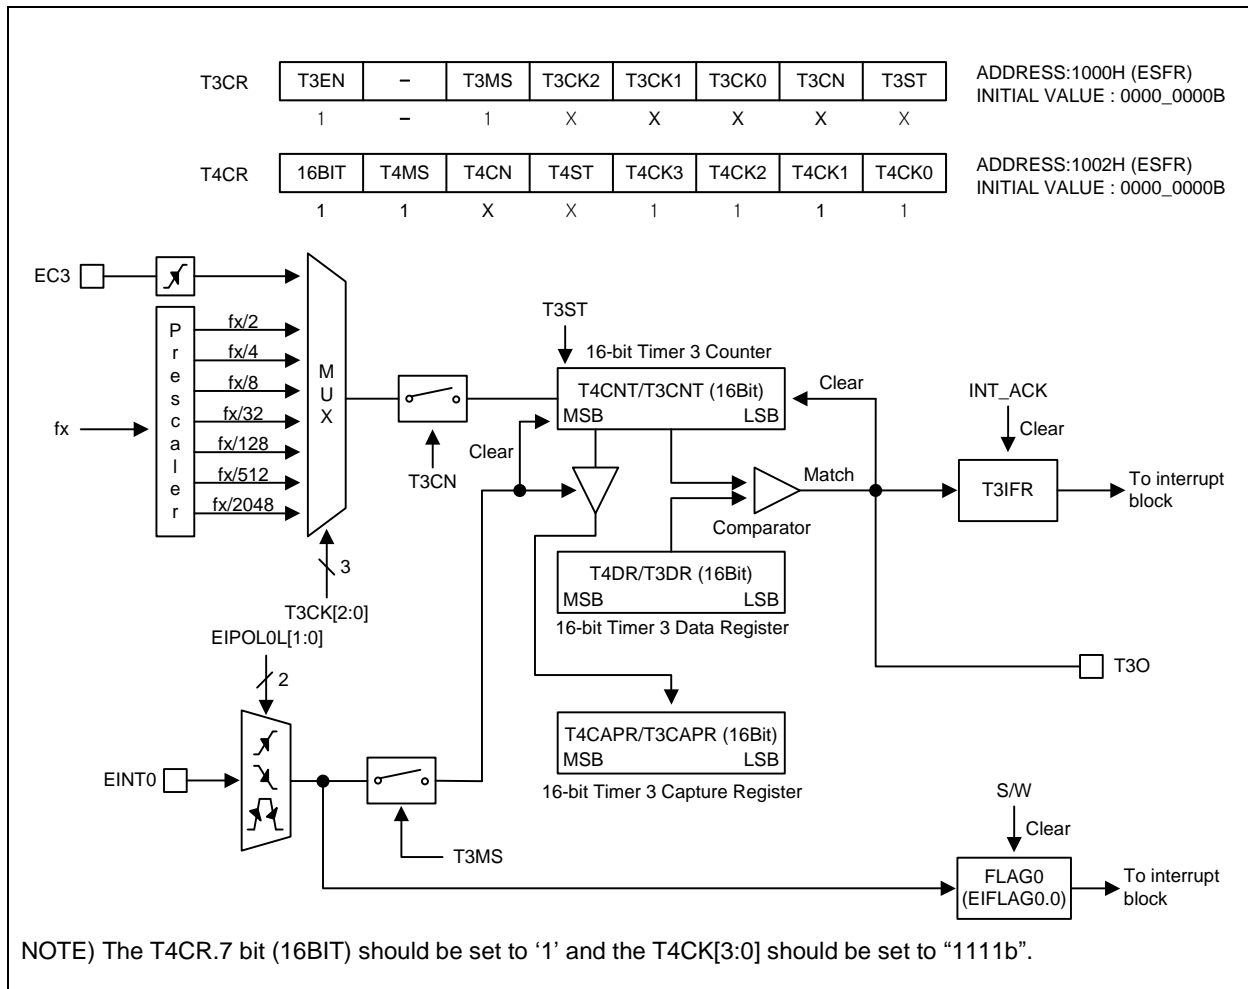 T3CR T3EN – T3MS T3CK2 T3CK1 T3CK0 T3CN T3ST
1 – 1 X X X X X
ADDRESS:1000H (ESFR)
INITIAL VALUE : 0000_0000B
T4CR 16BIT T4MS T4CN T4ST T4CK3 T4CK2 T4CK1 T4CK0
1 1 X X 1 1 1 1
ADDRESS:1002H (ESFR)
INITIAL VALUE : 0000_0000B
EC3
fx
Prescaler
fx/2
fx/4
fx/8
fx/32
fx/128
fx/512
fx/2048
MUX
3
T3CK[2:0]
T3CN
T3ST
16-bit Timer 3 Counter
T4CNT/T3CNT (16Bit)
MSB LSB
Clear
Clear
Comparator
Match
T4DR/T3DR (16Bit)
MSB LSB
16-bit Timer 3 Data Register
INT_ACK
Clear
T3IFR
To interrupt
block
T3O
T4CAPR/T3CAPR (16Bit)
MSB LSB
16-bit Timer 3 Capture Register
EIPOL0L[1:0]
2
EINT0
T3MS
S/W
Clear
FLAG0
(EIFLAG0.0)
To interrupt
block
NOTE) The T4CR.7 bit (16BIT) should be set to ‘1’ and the T4CK[3:0] should be set to “1111b”.